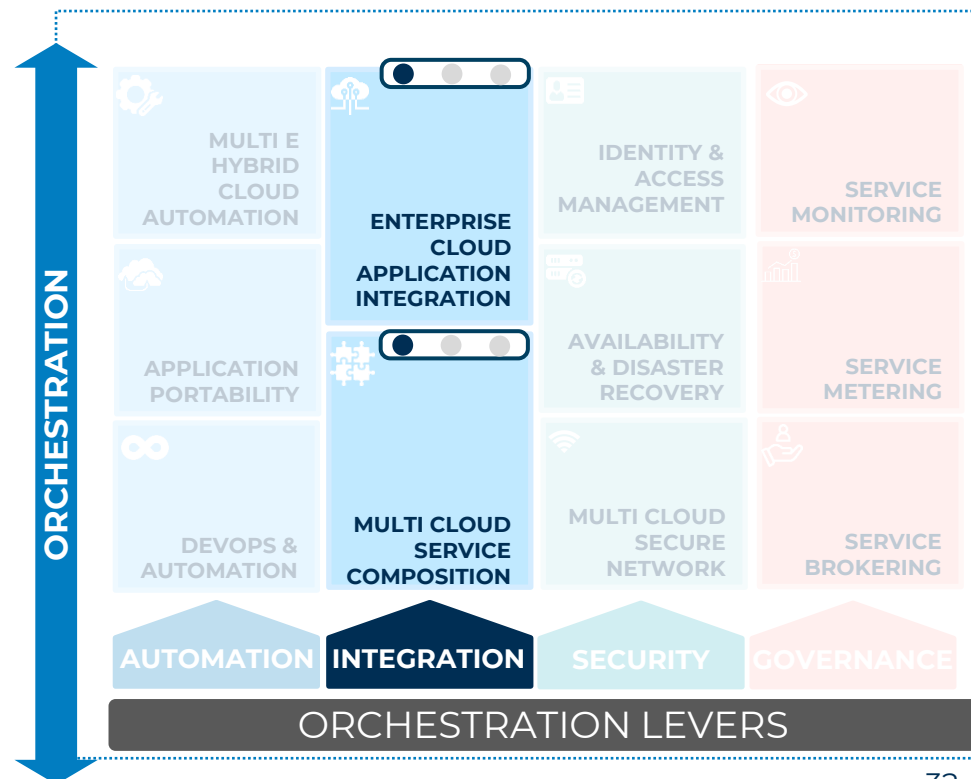 ORCHESTRATION
MULTI E
HYBRID
CLOUD
AUTOMATION
APPLICATION
PORTABILITY
DEVOPS &
AUTOMATION
ENTERPRISE
CLOUD
APPLICATION
INTEGRATION
MULTI CLOUD
SERVICE
COMPOSITION
IDENTITY &
ACCESS
MANAGEMENT
AVAILABILITY
& DISASTER
RECOVERY
MULTI CLOUD
SECURE
NETWORK
SERVICE
MONITORING
SERVICE
METERING
SERVICE
BROKERING
AUTOMATION
INTEGRATION
SECURITY
GOVERNANCE
ORCHESTRATION LEVERS